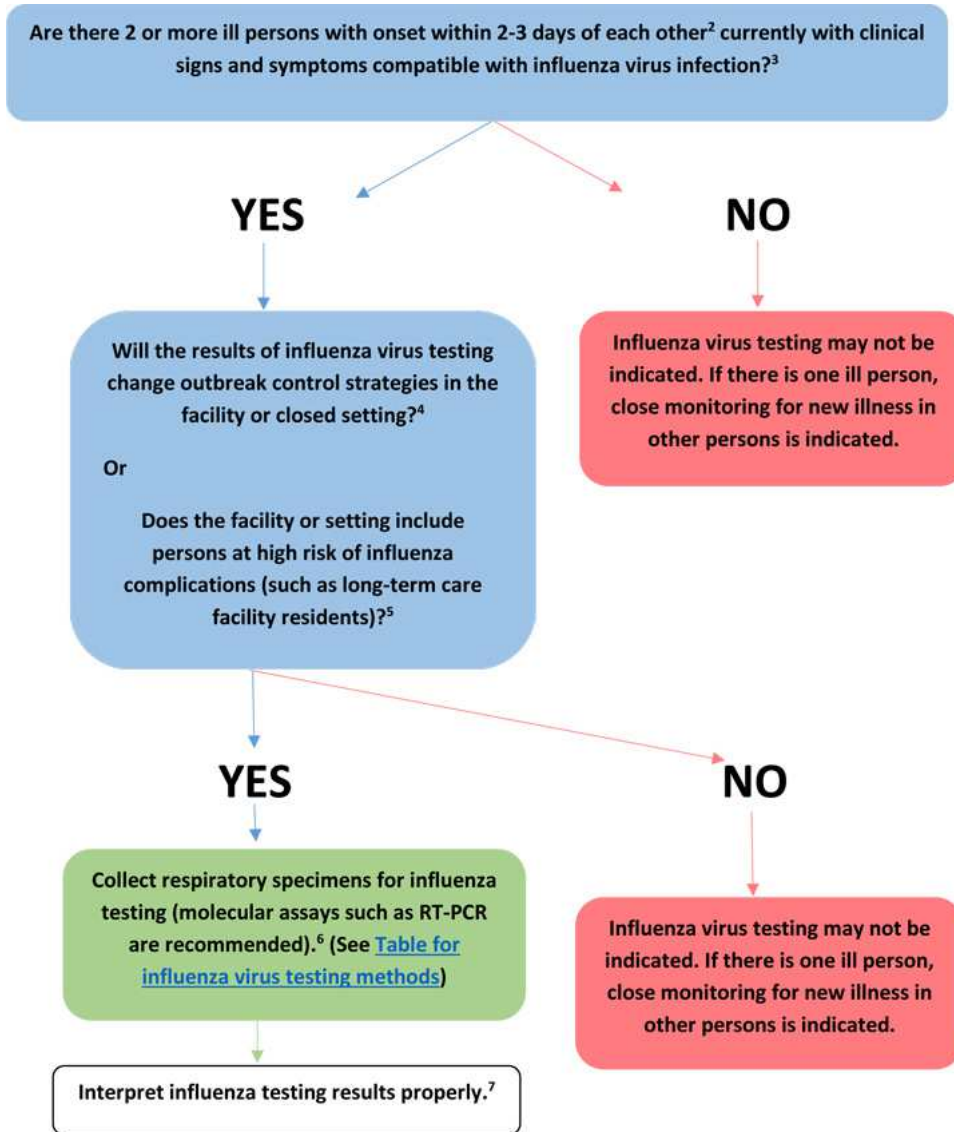 Are there 2 or more ill persons with onset within 2-3 days of each other² currently with clinical
signs and symptoms compatible with influenza virus infection?³
YES
NO
Will the results of influenza virus testing
change outbreak control strategies in the
facility or closed setting?⁴
Or
Does the facility or setting include
persons at high risk of influenza
complications (such as long-term care
facility residents)?⁵
Influenza virus testing may not be
indicated. If there is one ill person,
close monitoring for new illness in
other persons is indicated.
YES
NO
Collect respiratory specimens for influenza
testing (molecular assays such as RT-PCR
are recommended).⁶ (See Table for
influenza virus testing methods)
Influenza virus testing may not be
indicated. If there is one ill person,
close monitoring for new illness in
other persons is indicated.
Interpret influenza testing results properly.⁷